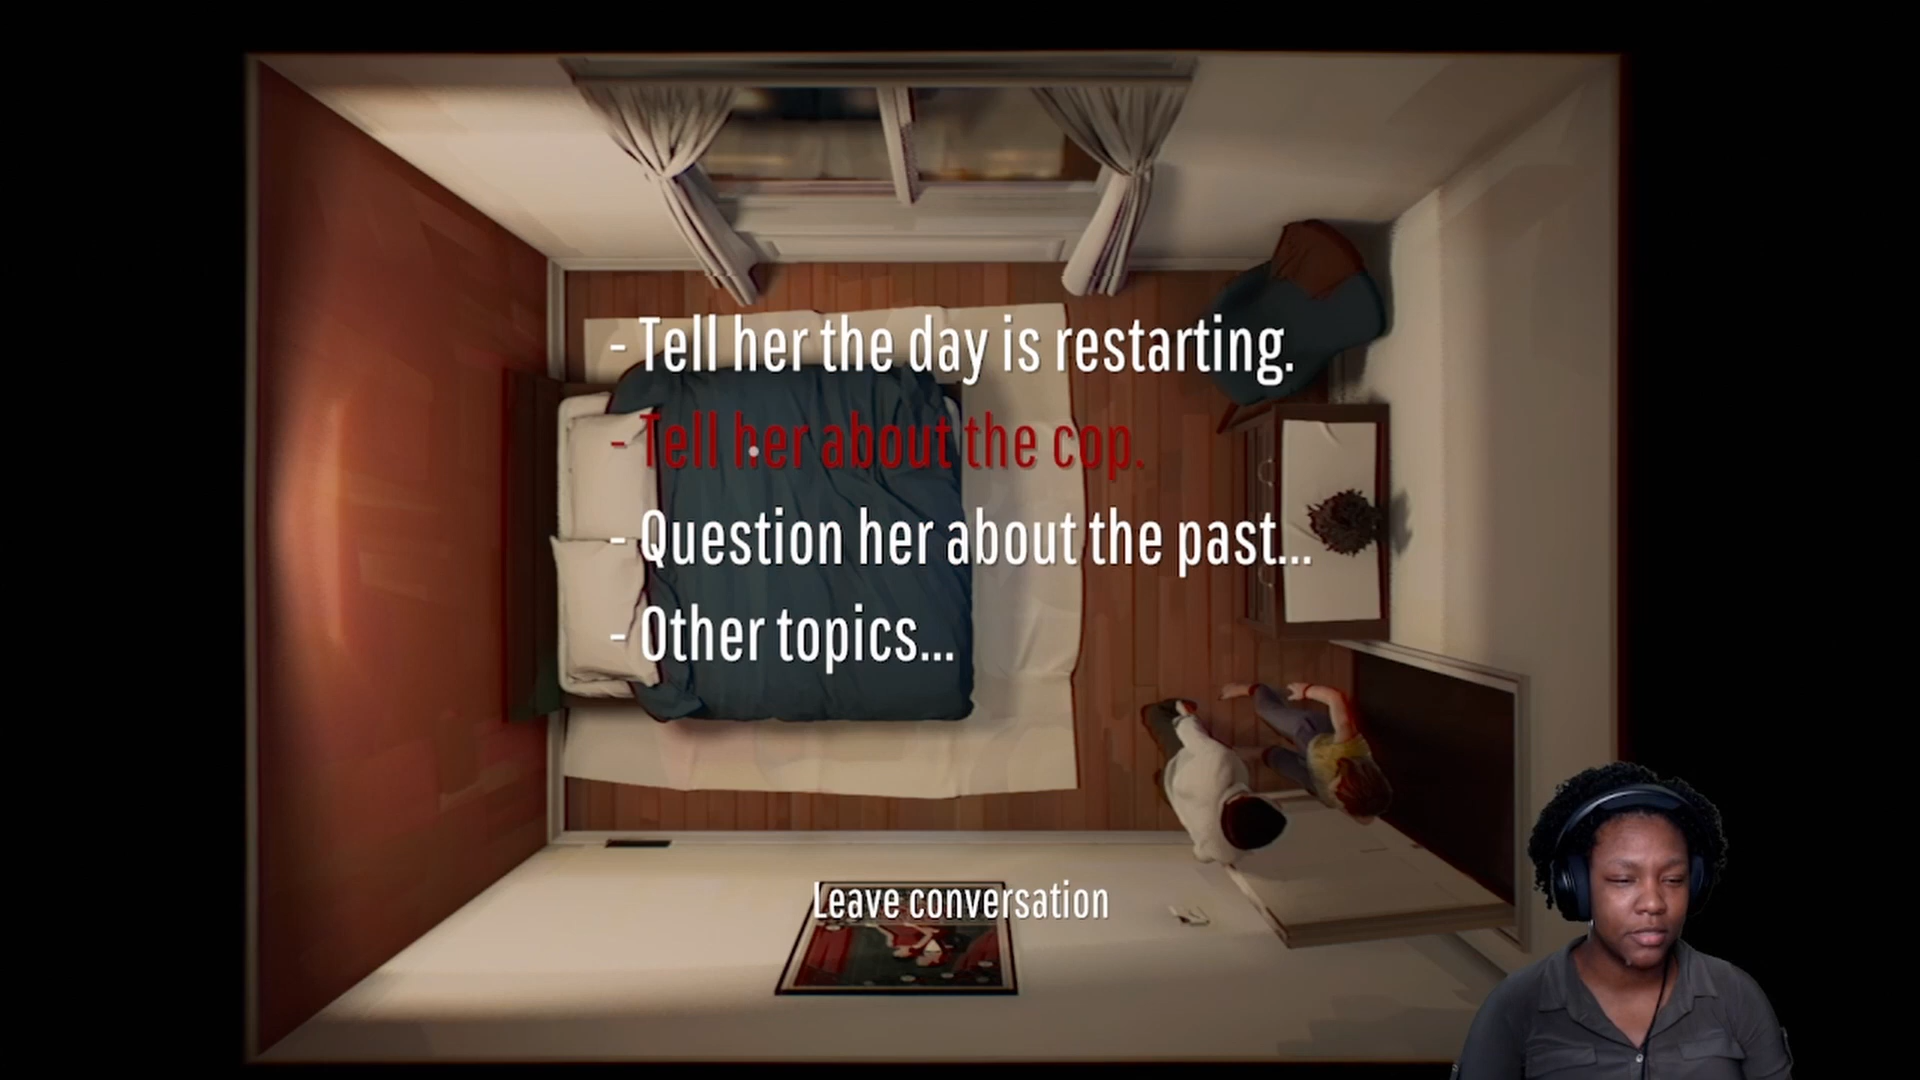 - Tell her the day is restarting.
- Tell her about the cop.
- Question her about the past...
- Other topics...
Leave conversation